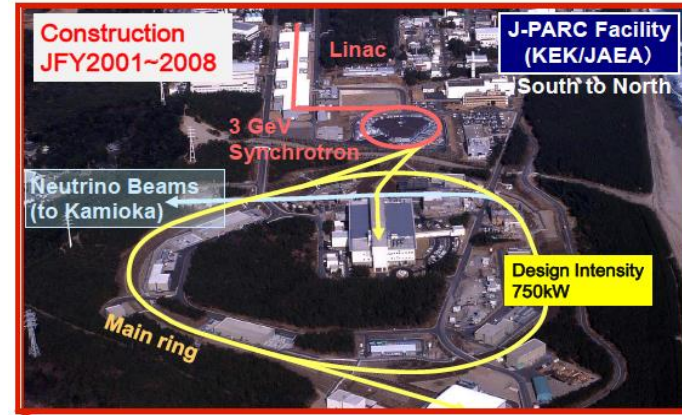 Construction
JFY2001~2008
Linac
J-PARC Facility
(KEK/JAEA)
South to North
3 GeV
Synchrotron
Neutrino Beams
(to Kamioka)
Design Intensity
750kW
Main ring